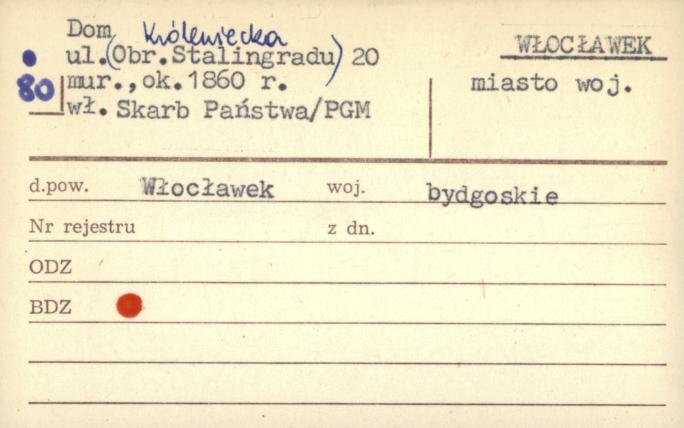 Dom Królewiecka
ul.(Obr.Stalingradu) 20
80
mur.,ok.1860 r.
wł. Skarb Państwa/PGM
WŁOCŁAWEK
miasto woj.
d.pow. Włocławek woj. bydgoskie
Nr rejestru z dn.
ODZ
BDZ